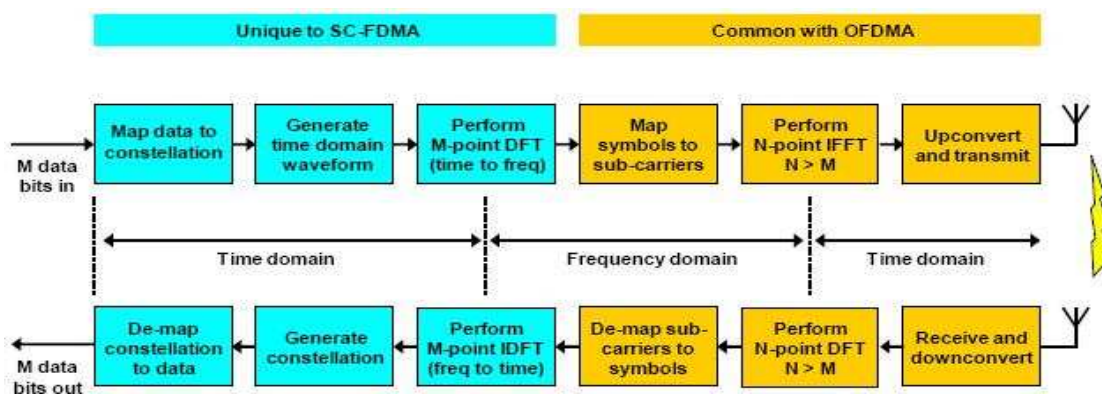 Unique to SC-FDMA
Common with OFDMA
M data
bits in
Map data to
constellation
Generate
time domain
waveform
Perform
M-point DFT
(time to freq)
Map
symbols to
sub-carriers
Perform
N-point IFFT
N > M
Upconvert
and transmit
Time domain
Frequency domain
Time domain
M data
bits out
De-map
constellation
to data
Generate
constellation
Perform
M-point IDFT
(freq to time)
De-map sub-
carriers to
symbols
Perform
N-point DFT
N > M
Receive and
downconvert